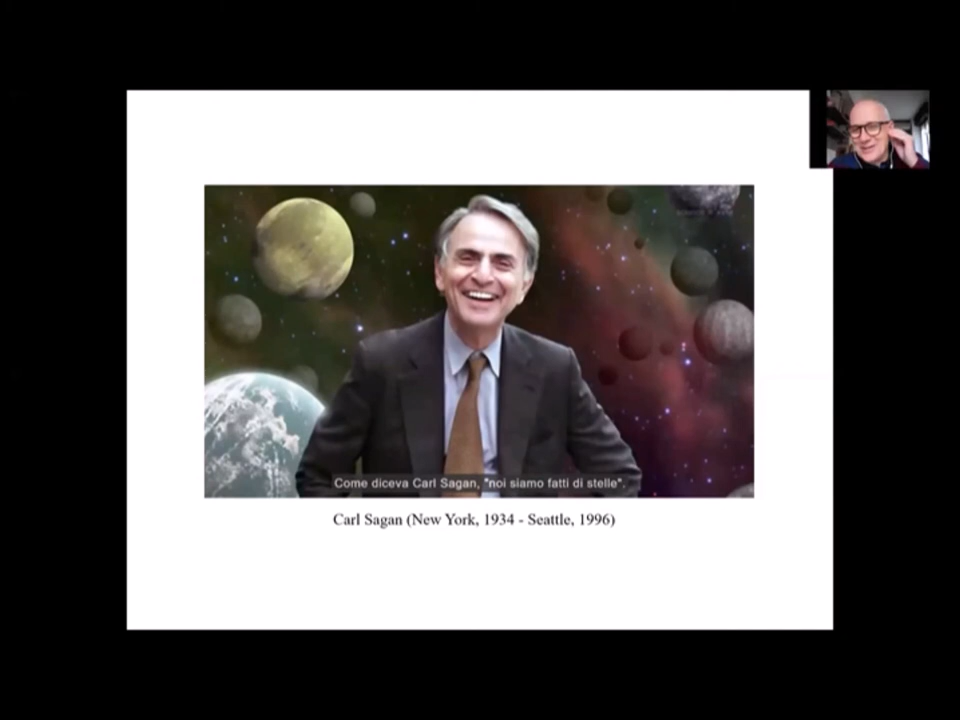 Come diceva Carl Sagan, "noi siamo fatti di stelle".
Carl Sagan (New York, 1934 - Seattle, 1996)